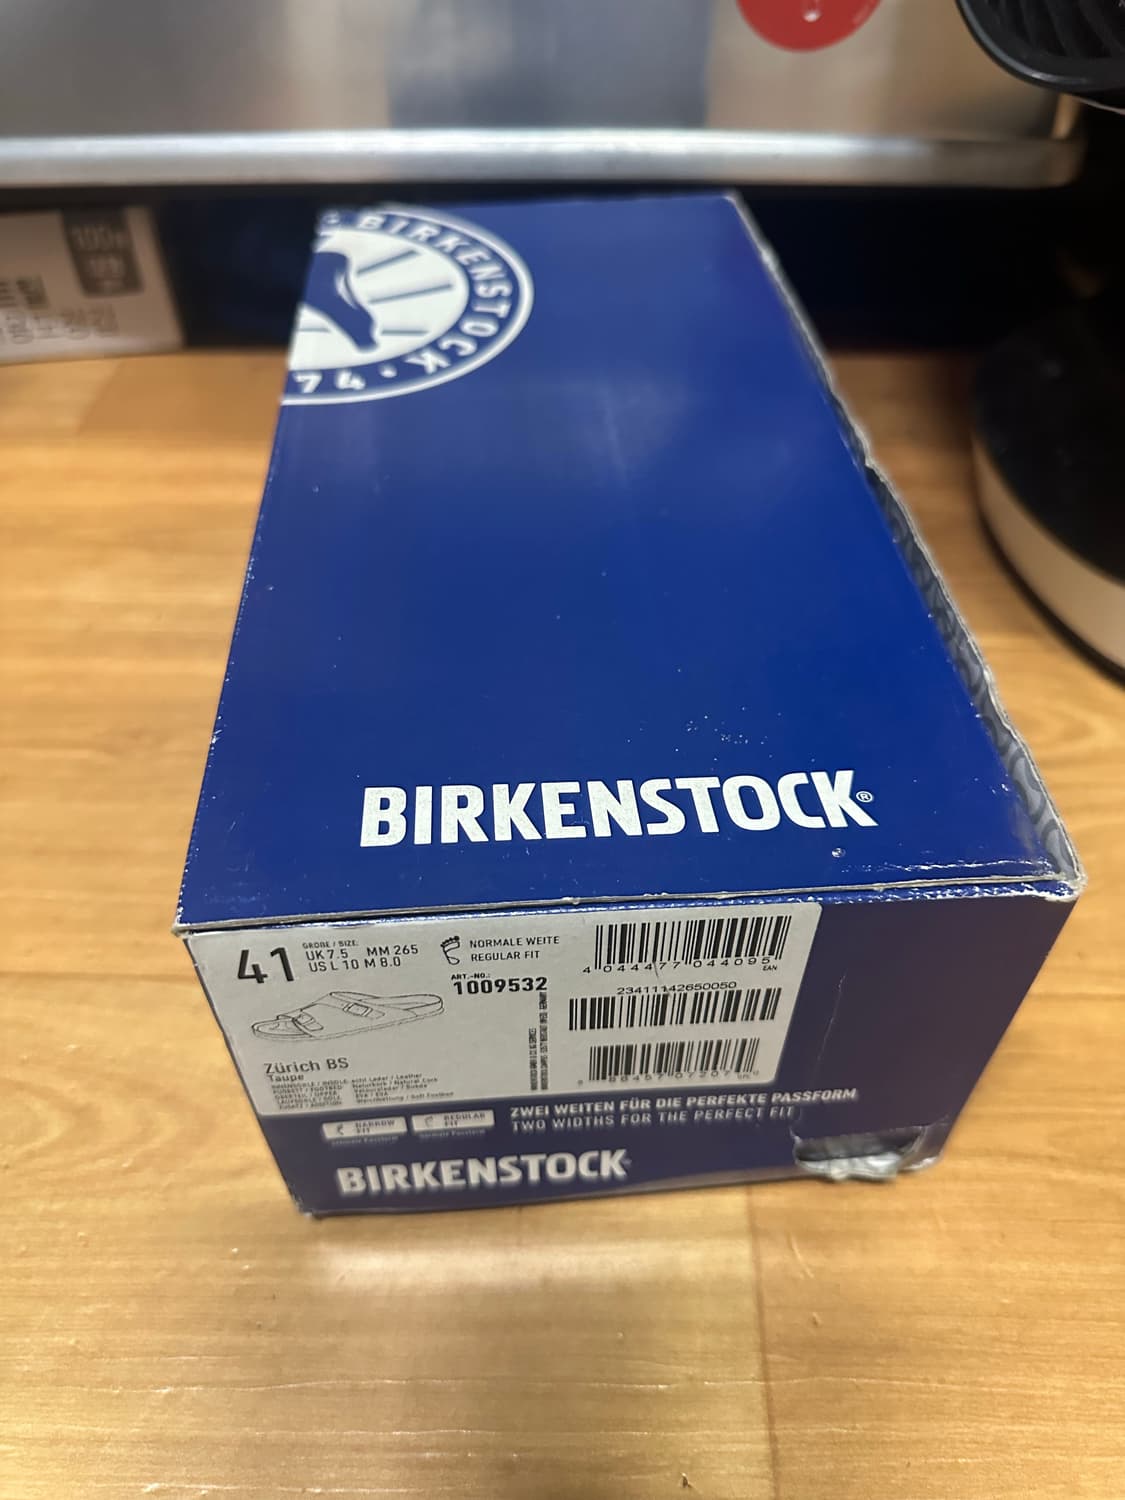 BIRKENSTOCK
74 ·
BIRKENSTOCK®
41
GRÖßE / SIZE:
UK 7.5 MM 265
US L 10 M 8.0
NORMALE WEITE
REGULAR FIT
ART.-NO.:
1009532
4 044477 044095
EAN
23411142650050
Zürich BS
Taupe
NARROW
FIT
REGULAR
FIT
ZWEI WEITEN FÜR DIE PERFEKTE PASSFORM
TWO WIDTHS FOR THE PERFECT FIT
BIRKENSTOCK